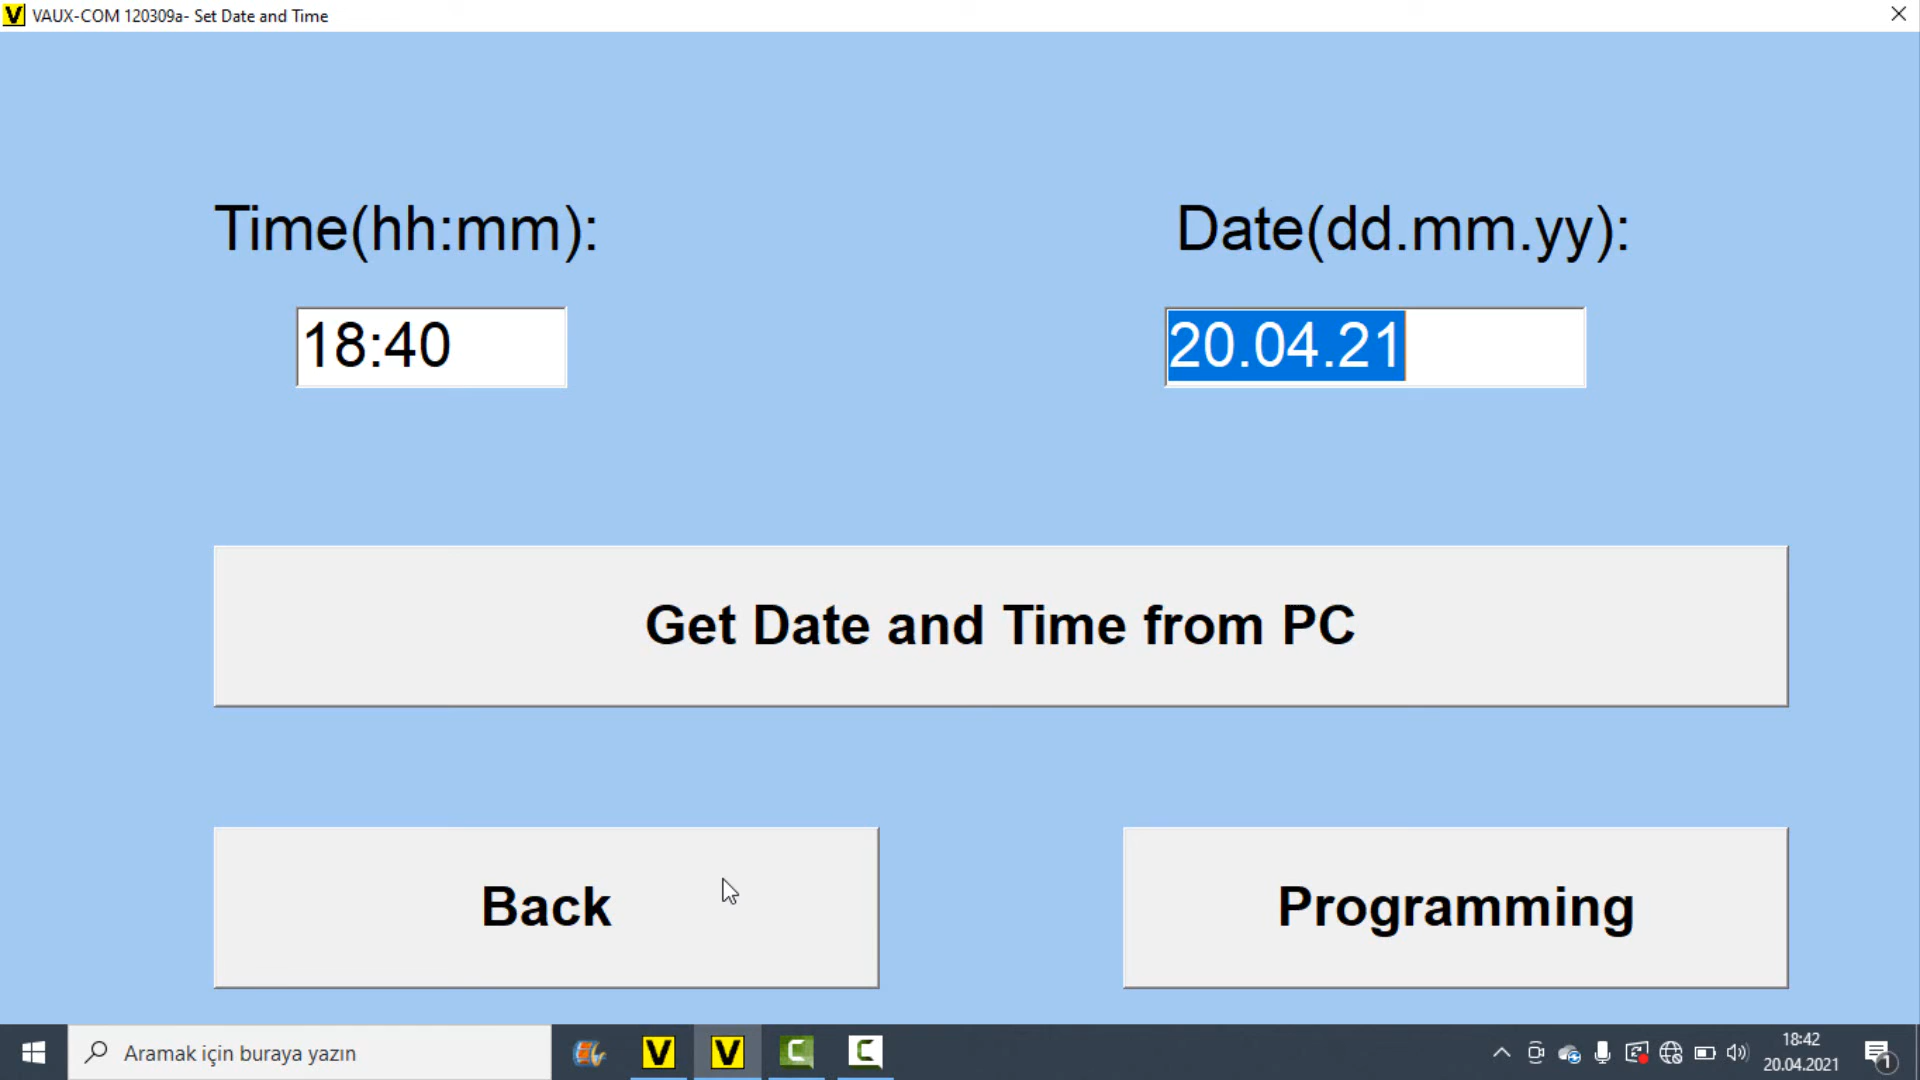 VAUX-COM 120309a- Set Date and Time
Time(hh:mm):
Date(dd.mm.yy):
18:40
20.04.21
Get Date and Time from PC
Back
Programming
Aramak için buraya yazın
18:42
20.04.2021
1